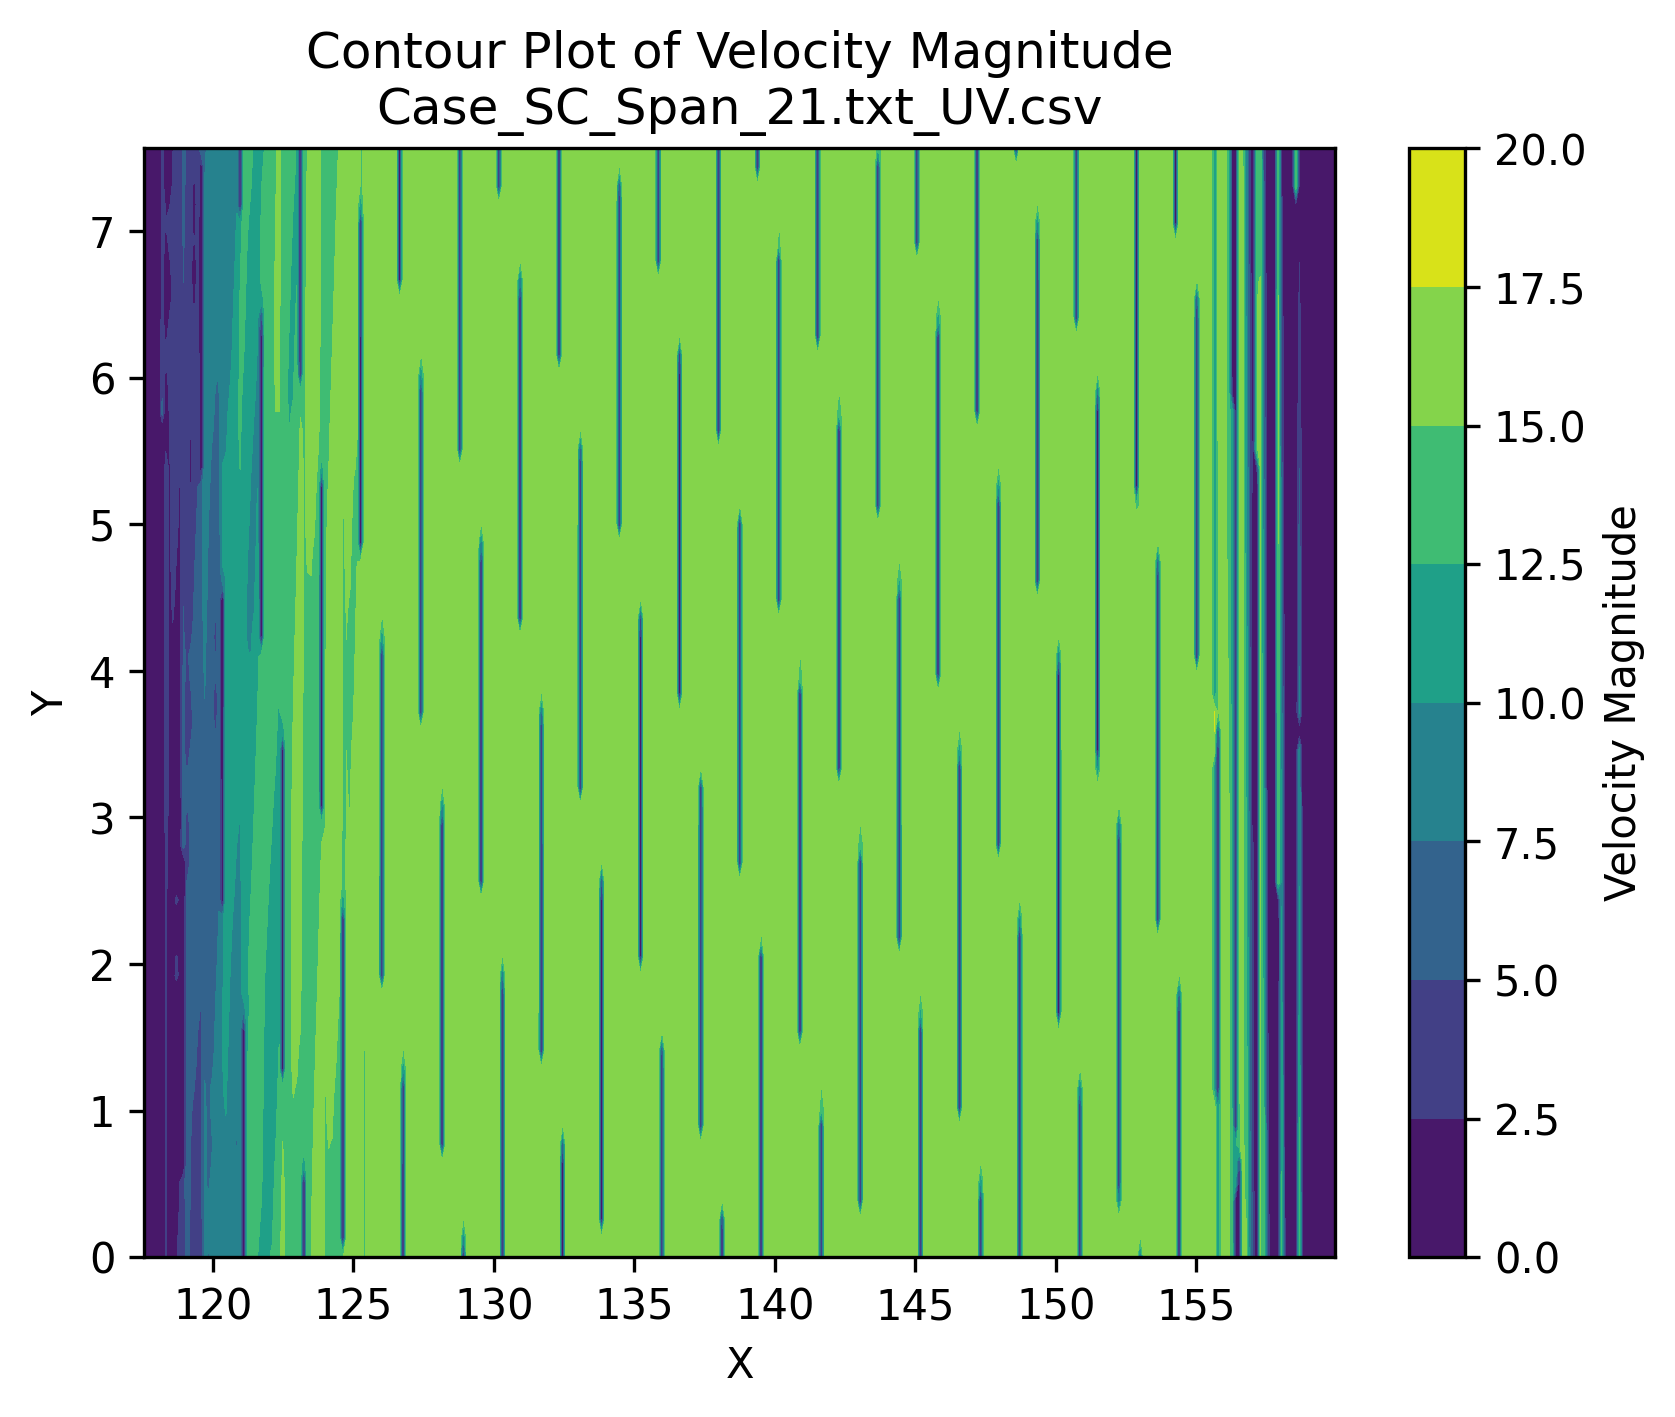 Contour Plot of Velocity Magnitude
Case_SC_Span_21.txt_UV.csv
7
6
5
4
3
2
1
0
Y
120 125 130 135 140 145 150 155
X
20.0
17.5
15.0
12.5
10.0
7.5
5.0
2.5
0.0
Velocity Magnitude